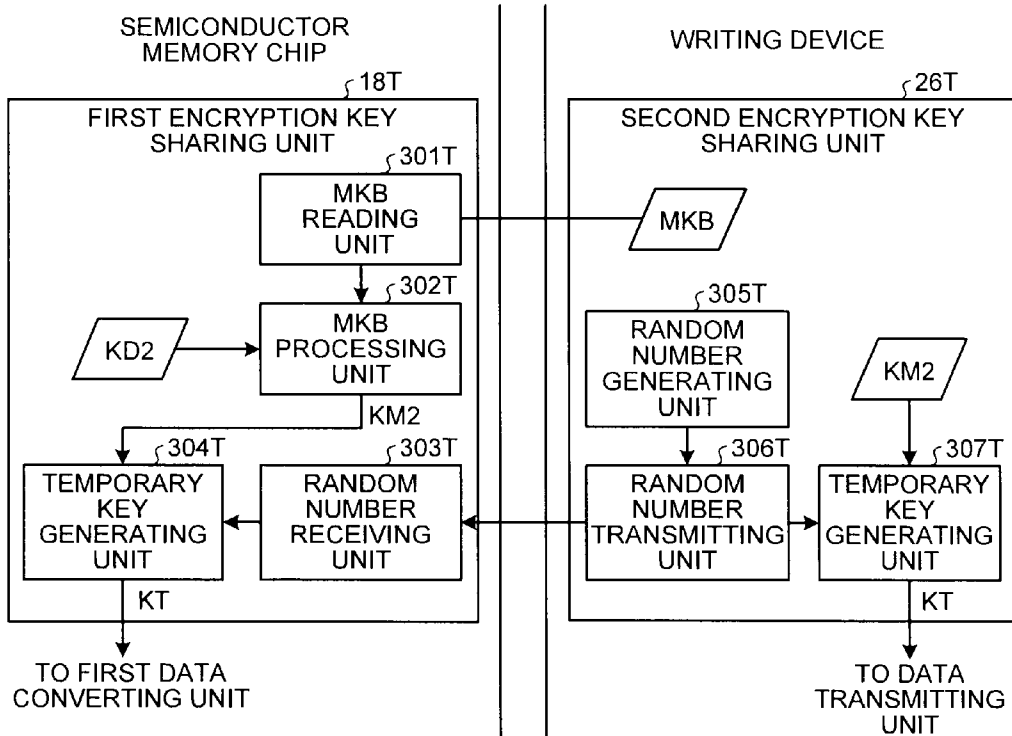 SEMICONDUCTOR
MEMORY CHIP
18T
FIRST ENCRYPTION KEY
SHARING UNIT
301T
MKB
READING
UNIT
302T
KD2
MKB
PROCESSING
UNIT
KM2
304T
TEMPORARY
KEY
GENERATING
UNIT
303T
RANDOM
NUMBER
RECEIVING
UNIT
KT
TO FIRST DATA
CONVERTING UNIT
WRITING DEVICE
26T
SECOND ENCRYPTION KEY
SHARING UNIT
MKB
305T
RANDOM
NUMBER
GENERATING
UNIT
KM2
306T
RANDOM
NUMBER
TRANSMITTING
UNIT
307T
TEMPORARY
KEY
GENERATING
UNIT
KT
TO DATA
TRANSMITTING
UNIT